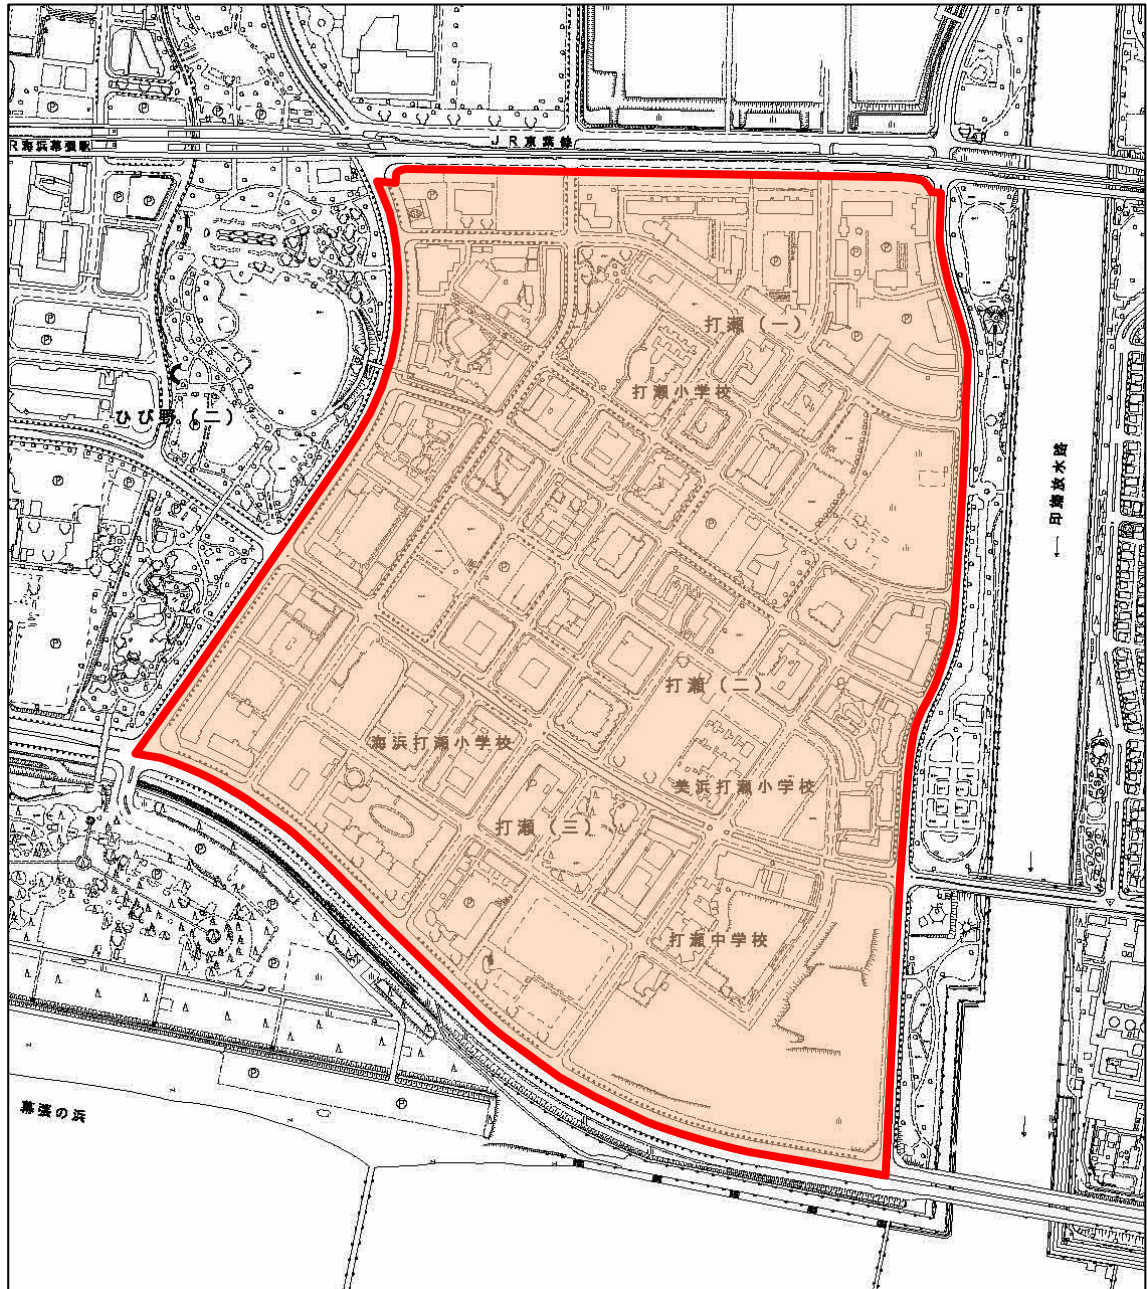 JR東葉線
R海浜幕張駅
打瀬（一）
打瀬小学校
ひび野（二）
← 印旛放水路
打瀬（二）
海浜打瀬小学校
美浜打瀬小学校
打瀬（三）
打瀬中学校
幕張の浜